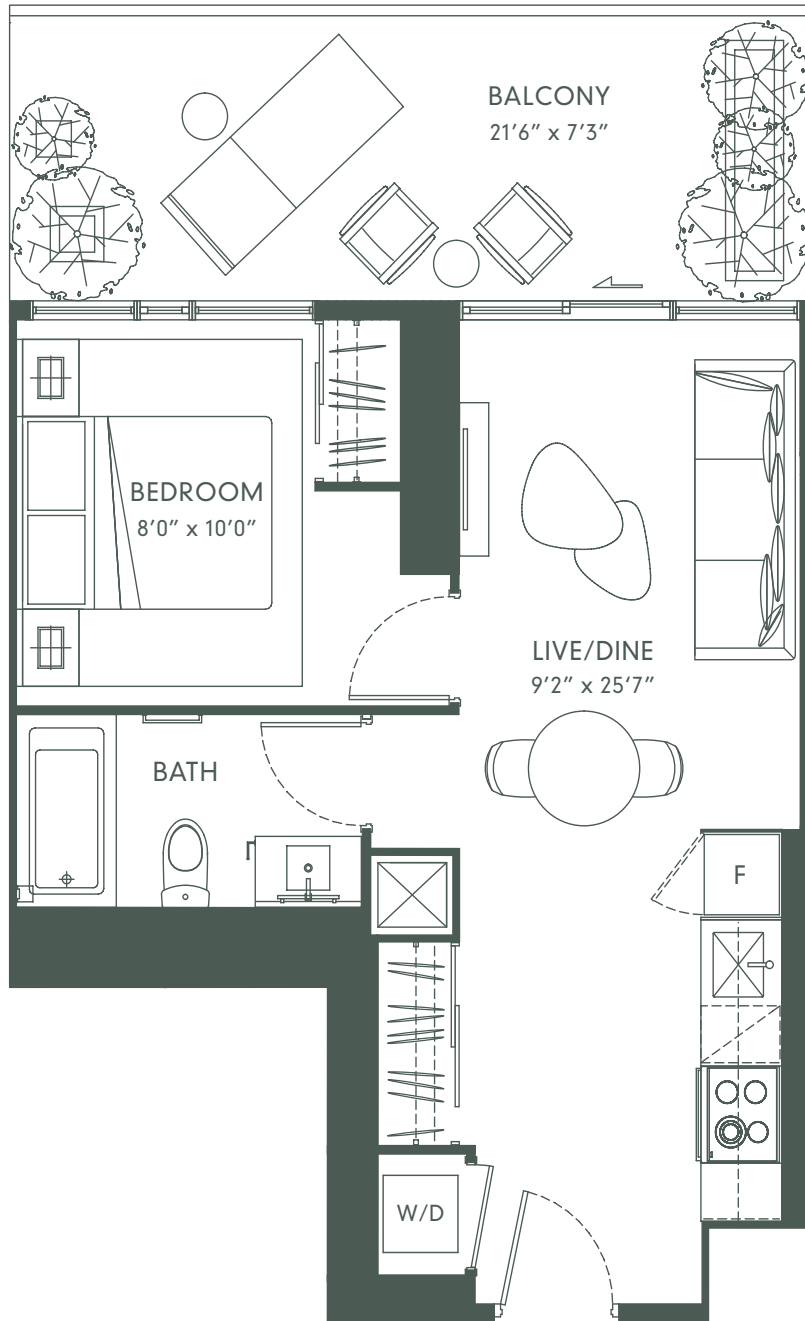 BALCONY
21'6" x 7'3"
BEDROOM
8'0" x 10'0"
LIVE/DINE
9'2" x 25'7"
BATH
F
W/D